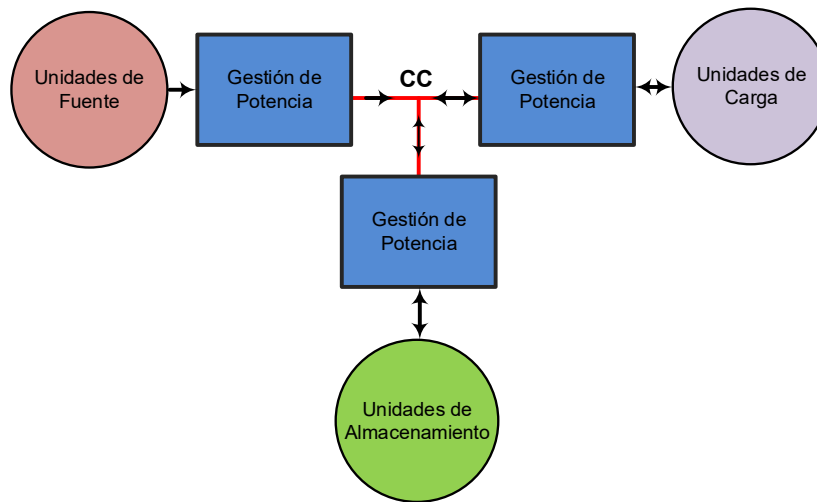 Unidades de
Fuente
Gestión de
Potencia
CC
Gestión de
Potencia
Unidades de
Carga
Gestión de
Potencia
Unidades de
Almacenamiento